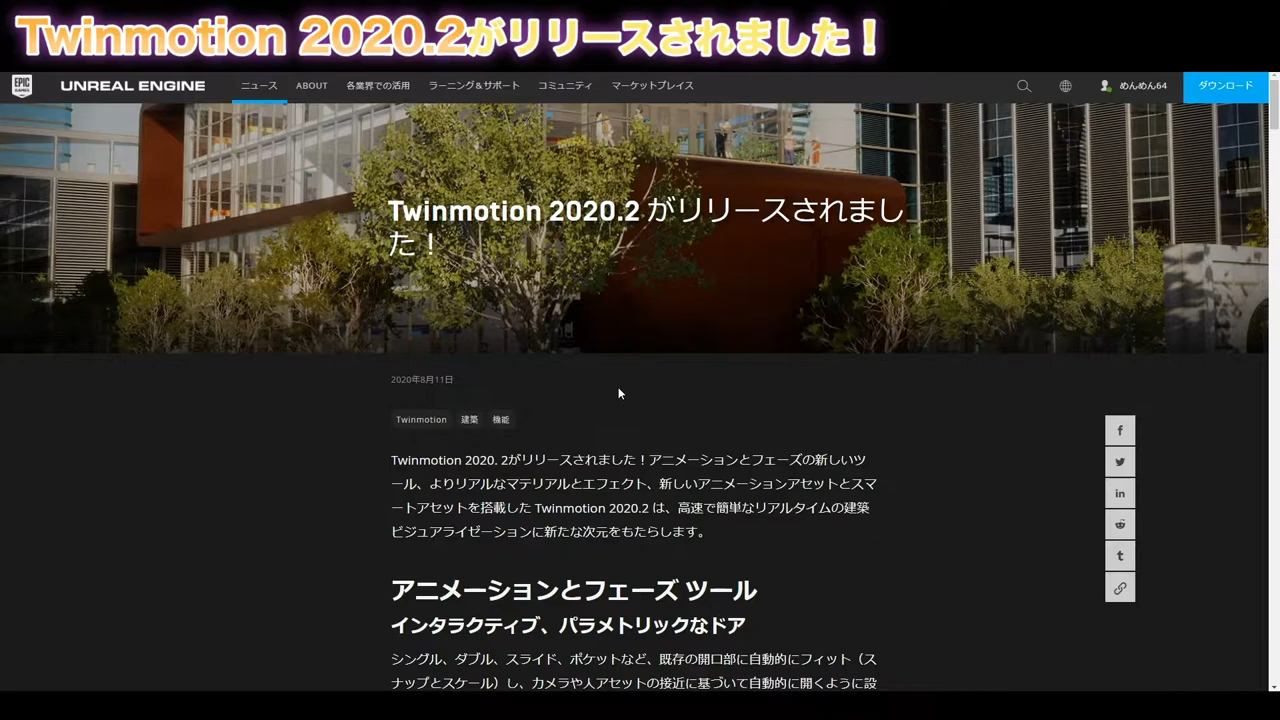 Twinmotion 2020.2がリリースされました！
EPIC GAMES
UNREAL ENGINE ニュース ABOUT 各業界での活用 ラーニング＆サポート コミュニティ マーケットプレイス めんめん64 ダウンロード
Twinmotion 2020.2 がリリースされまし
た！
2020年8月11日
Twinmotion 建築 機能
Twinmotion 2020. 2がリリースされました！アニメーションとフェーズの新しいツ
ール、よりリアルなマテリアルとエフェクト、新しいアニメーションアセットとスマ
ートアセットを搭載した Twinmotion 2020.2 は、高速で簡単なリアルタイムの建築
ビジュアライゼーションに新たな次元をもたらします。
アニメーションとフェーズ ツール
インタラクティブ、パラメトリックなドア
シングル、ダブル、スライド、ポケットなど、既存の開口部に自動的にフィット（ス
ナップとスケール）し、カメラや人アセットの接近に基づいて自動的に開くように設